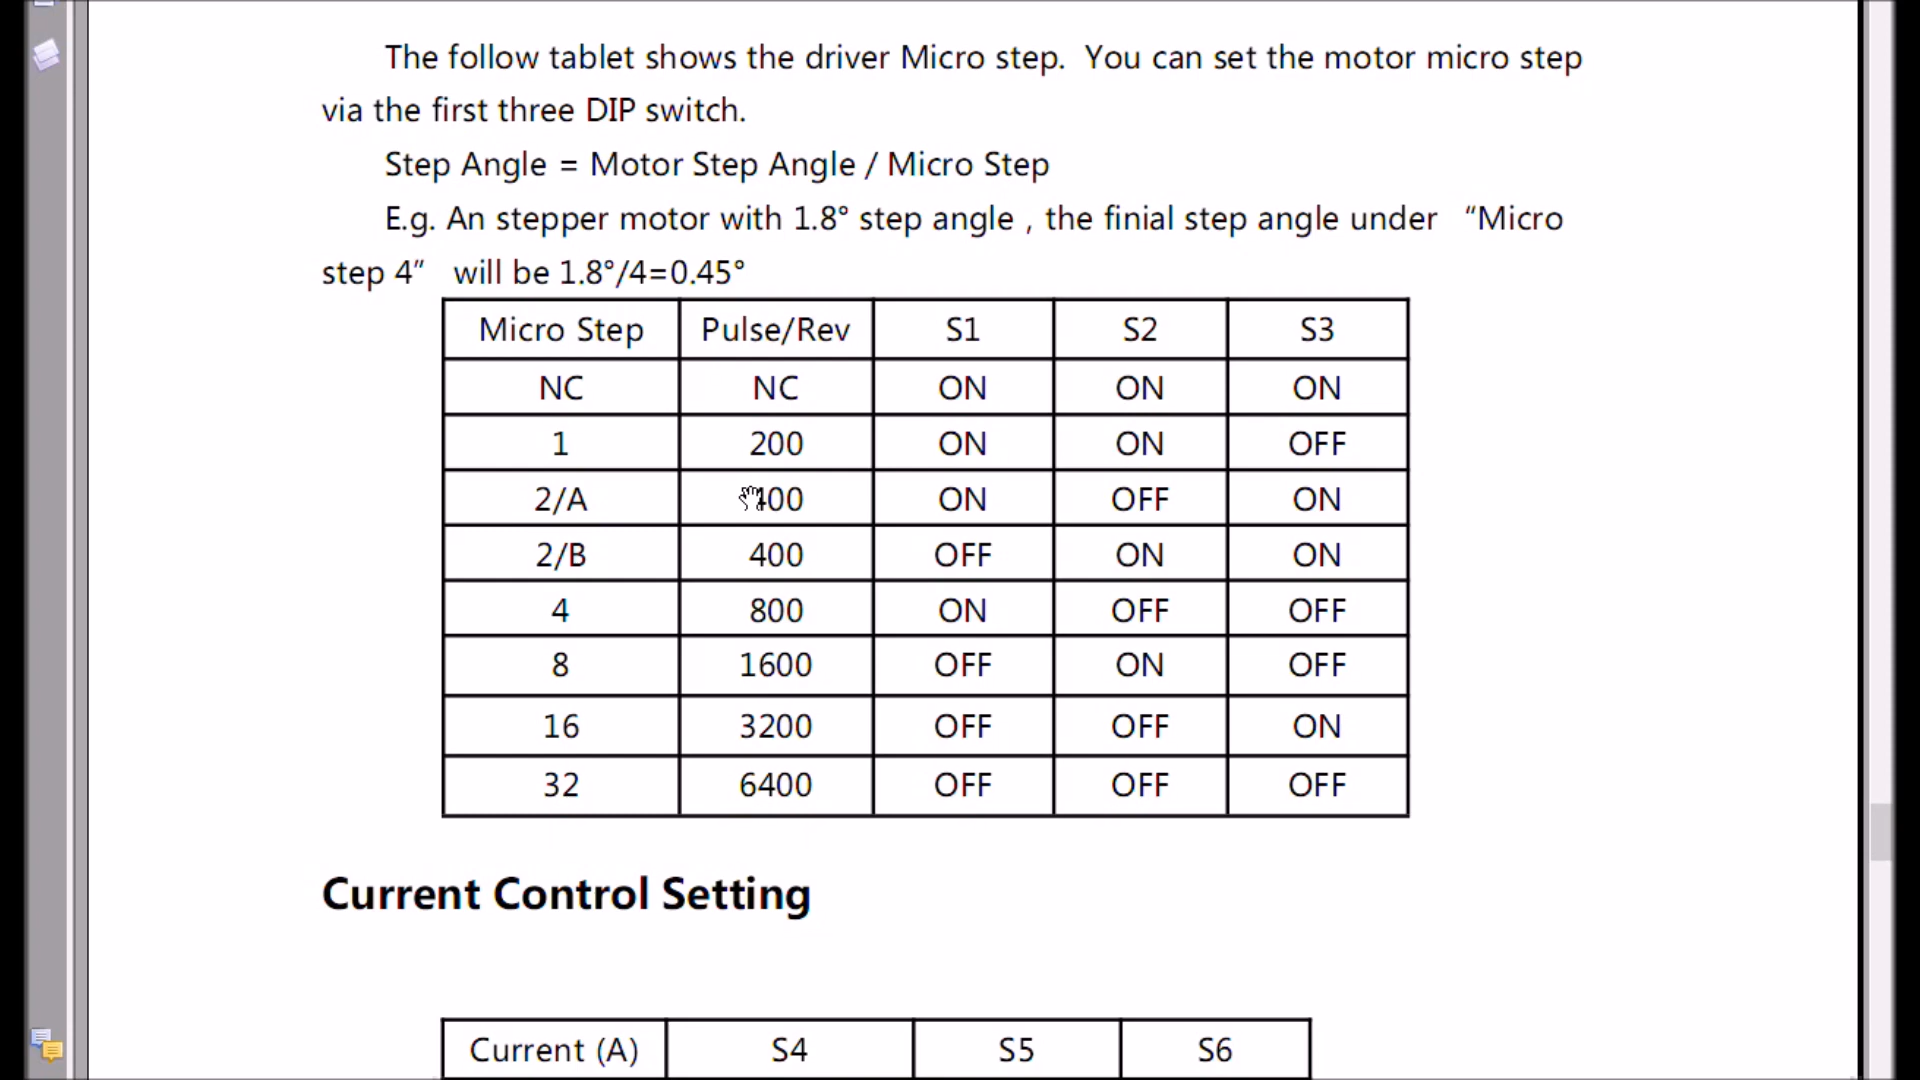 The follow tablet shows the driver Micro step. You can set the motor micro step
via the first three DIP switch.
Step Angle = Motor Step Angle / Micro Step
E.g. An stepper motor with 1.8° step angle , the finial step angle under “Micro
step 4” will be 1.8°/4=0.45°
Micro Step Pulse/Rev S1 S2 S3
NC NC ON ON ON
1 200 ON ON OFF
2/A 400 ON OFF ON
2/B 400 OFF ON ON
4 800 ON OFF OFF
8 1600 OFF ON OFF
16 3200 OFF OFF ON
32 6400 OFF OFF OFF
Current Control Setting
Current (A) S4 S5 S6